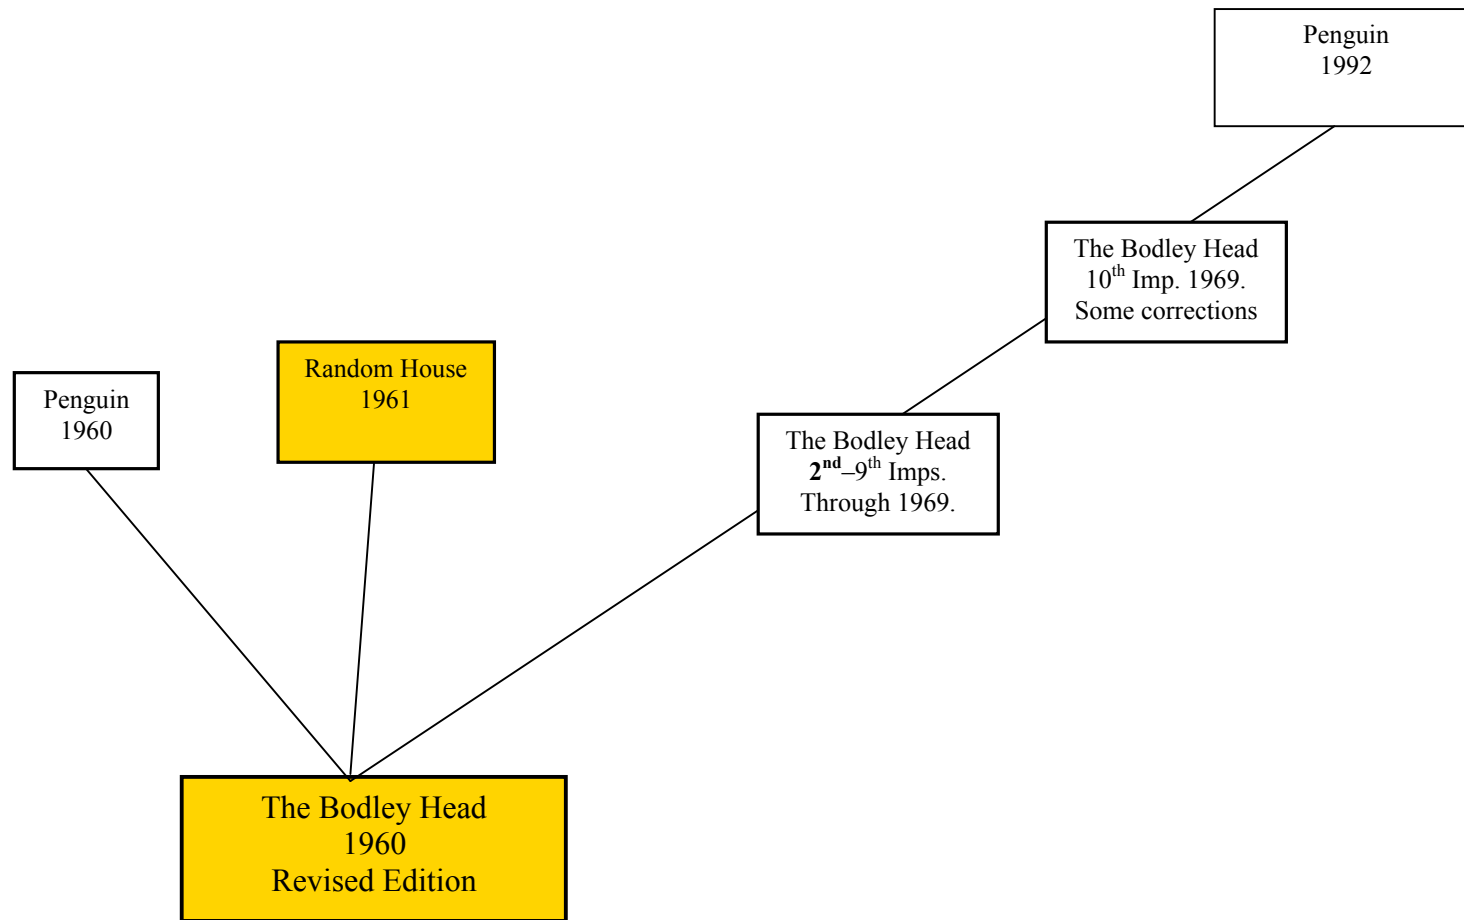 Penguin
1992
The Bodley Head
10th Imp. 1969.
Some corrections
Random House
1961
Penguin
1960
The Bodley Head
2nd–9th Imps.
Through 1969.
The Bodley Head
1960
Revised Edition